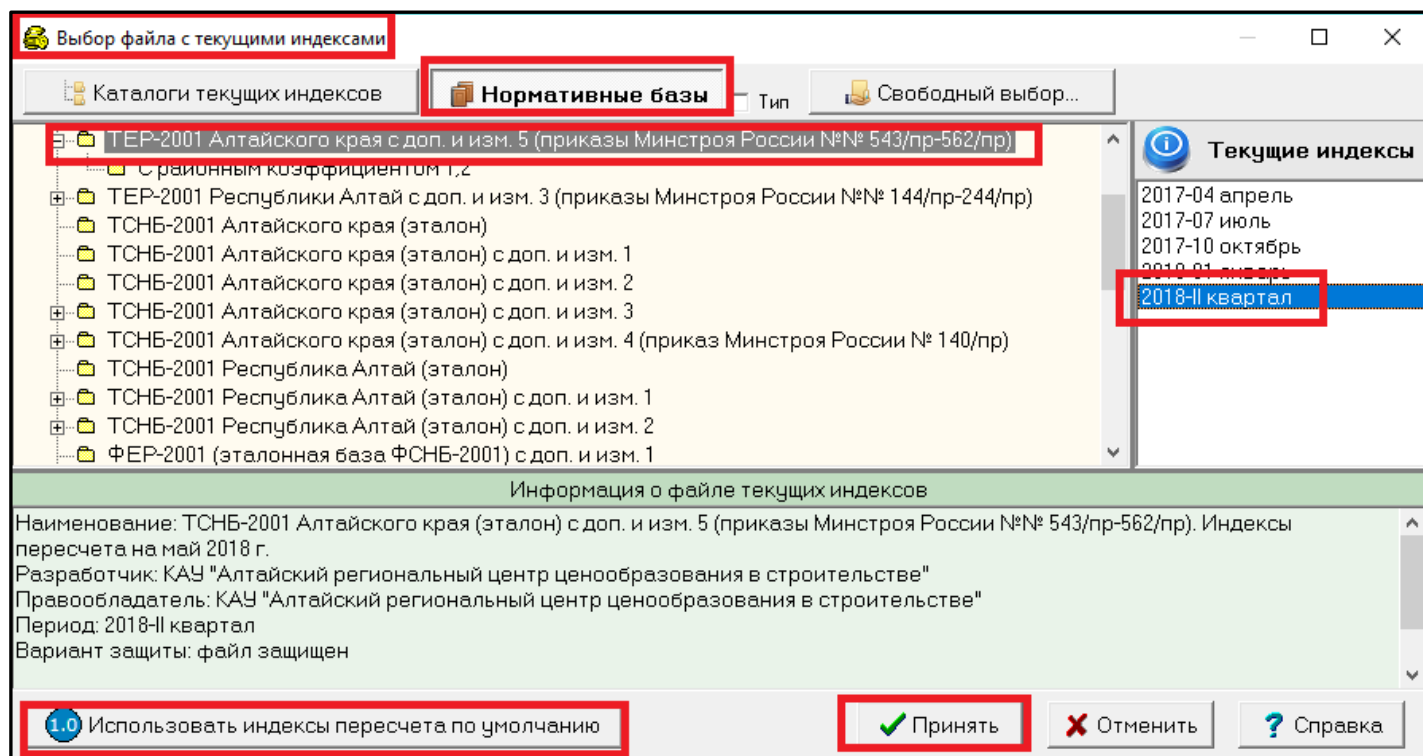 Выбор файла с текущими индексами
Каталоги текущих индексов
Нормативные базы
Тип
Свободный выбор...
ТЕР-2001 Алтайского края с доп. и изм. 5 (приказы Минстроя России №№ 543/пр-562/пр)
С районным коэффициентом 1,2
ТЕР-2001 Республики Алтай с доп. и изм. 3 (приказы Минстроя России №№ 144/пр-244/пр)
ТСНБ-2001 Алтайского края (эталон)
ТСНБ-2001 Алтайского края (эталон) с доп. и изм. 1
ТСНБ-2001 Алтайского края (эталон) с доп. и изм. 2
ТСНБ-2001 Алтайского края (эталон) с доп. и изм. 3
ТСНБ-2001 Алтайского края (эталон) с доп. и изм. 4 (приказ Минстроя России № 140/пр)
ТСНБ-2001 Республика Алтай (эталон)
ТСНБ-2001 Республика Алтай (эталон) с доп. и изм. 1
ТСНБ-2001 Республика Алтай (эталон) с доп. и изм. 2
ФЕР-2001 (эталонная база ФСНБ-2001) с доп. и изм. 1
Текущие индексы
2017-04 апрель
2017-07 июль
2017-10 октябрь
2018-01 январь
2018-II квартал
Информация о файле текущих индексов
Наименование: ТСНБ-2001 Алтайского края (эталон) с доп. и изм. 5 (приказы Минстроя России №№ 543/пр-562/пр). Индексы
пересчета на май 2018 г.
Разработчик: КАУ "Алтайский региональный центр ценообразования в строительстве"
Правообладатель: КАУ "Алтайский региональный центр ценообразования в строительстве"
Период: 2018-II квартал
Вариант защиты: файл защищен
1.0 Использовать индексы пересчета по умолчанию
Принять
Отменить
? Справка